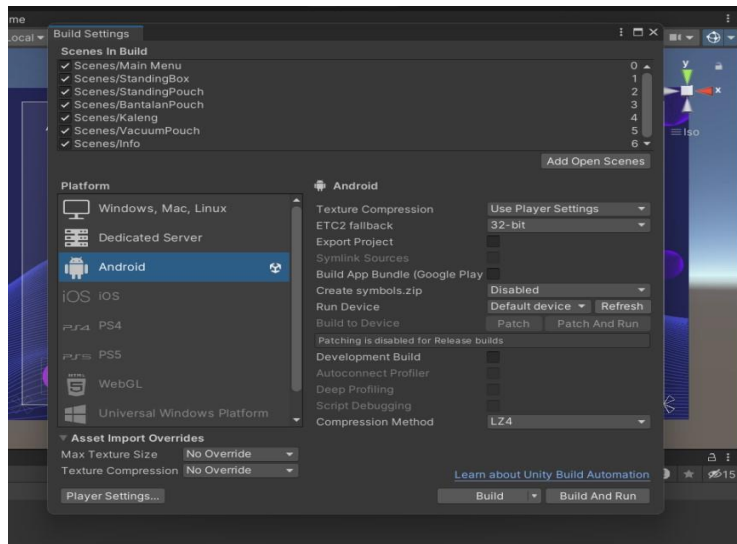 me
Local
Build Settings
Scenes In Build
Scenes/Main Menu 0
Scenes/StandingBox 1
Scenes/StandingPouch 2
Scenes/BantalanPouch 3
Scenes/Kaleng 4
Scenes/VacuumPouch 5
Scenes/Info 6
Add Open Scenes
y
x
Iso
Platform
Windows, Mac, Linux
Dedicated Server
Android
iOS iOS
PS4 PS4
PS5 PS5
HTML 5 WebGL
Universal Windows Platform
Android
Texture Compression Use Player Settings
ETC2 fallback 32-bit
Export Project
Symlink Sources
Build App Bundle (Google Play
Create symbols.zip Disabled
Run Device Default device Refresh
Build to Device Patch Patch And Run
Patching is disabled for Release builds
Development Build
Autoconnect Profiler
Deep Profiling
Script Debugging
Compression Method LZ4
Asset Import Overrides
Max Texture Size No Override
Texture Compression No Override
Learn about Unity Build Automation
Player Settings...
Build
Build And Run
15